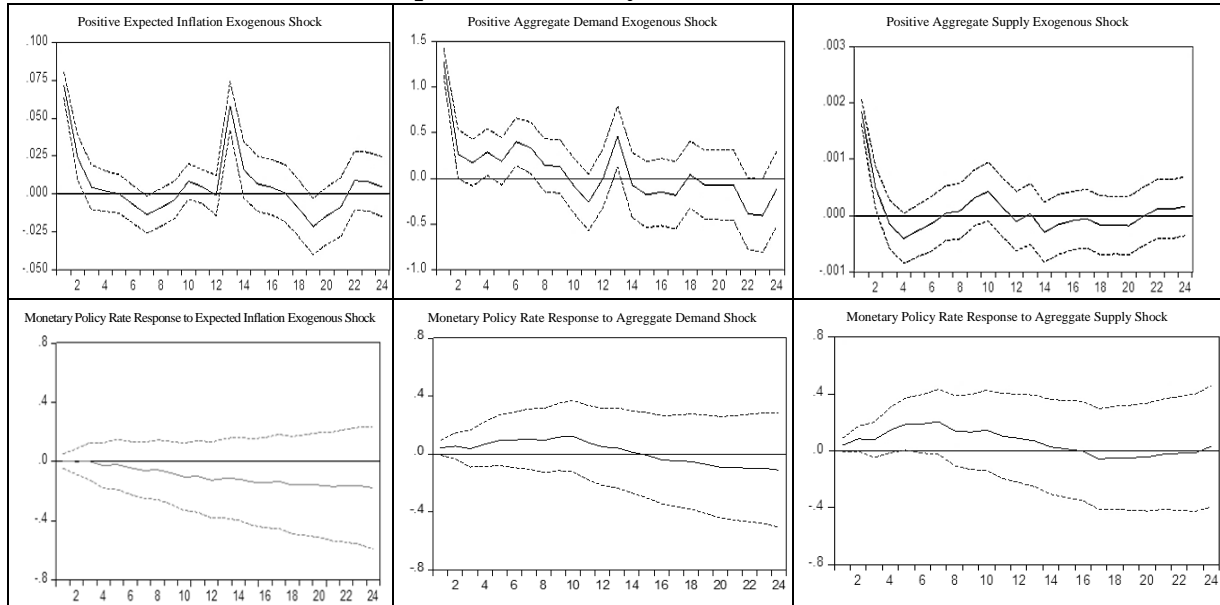 Positive Expected Inflation Exogenous Shock
.100
.075
.050
.025
.000
-.025
-.050
2 4 6 8 10 12 14 16 18 20 22 24
Positive Aggregate Demand Exogenous Shock
1.5
1.0
0.5
0.0
-0.5
-1.0
2 4 6 8 10 12 14 16 18 20 22 24
Positive Aggregate Supply Exogenous Shock
.003
.002
.001
.000
-.001
2 4 6 8 10 12 14 16 18 20 22 24
Monetary Policy Rate Response to Expected Inflation Exogenous Shock
.8
.4
.0
-.4
-.8
2 4 6 8 10 12 14 16 18 20 22 24
Monetary Policy Rate Response to Agreggate Demand Shock
.8
.4
.0
-.4
-.8
2 4 6 8 10 12 14 16 18 20 22 24
Monetary Policy Rate Response to Agreggate Supply Shock
.8
.4
.0
-.4
-.8
2 4 6 8 10 12 14 16 18 20 22 24